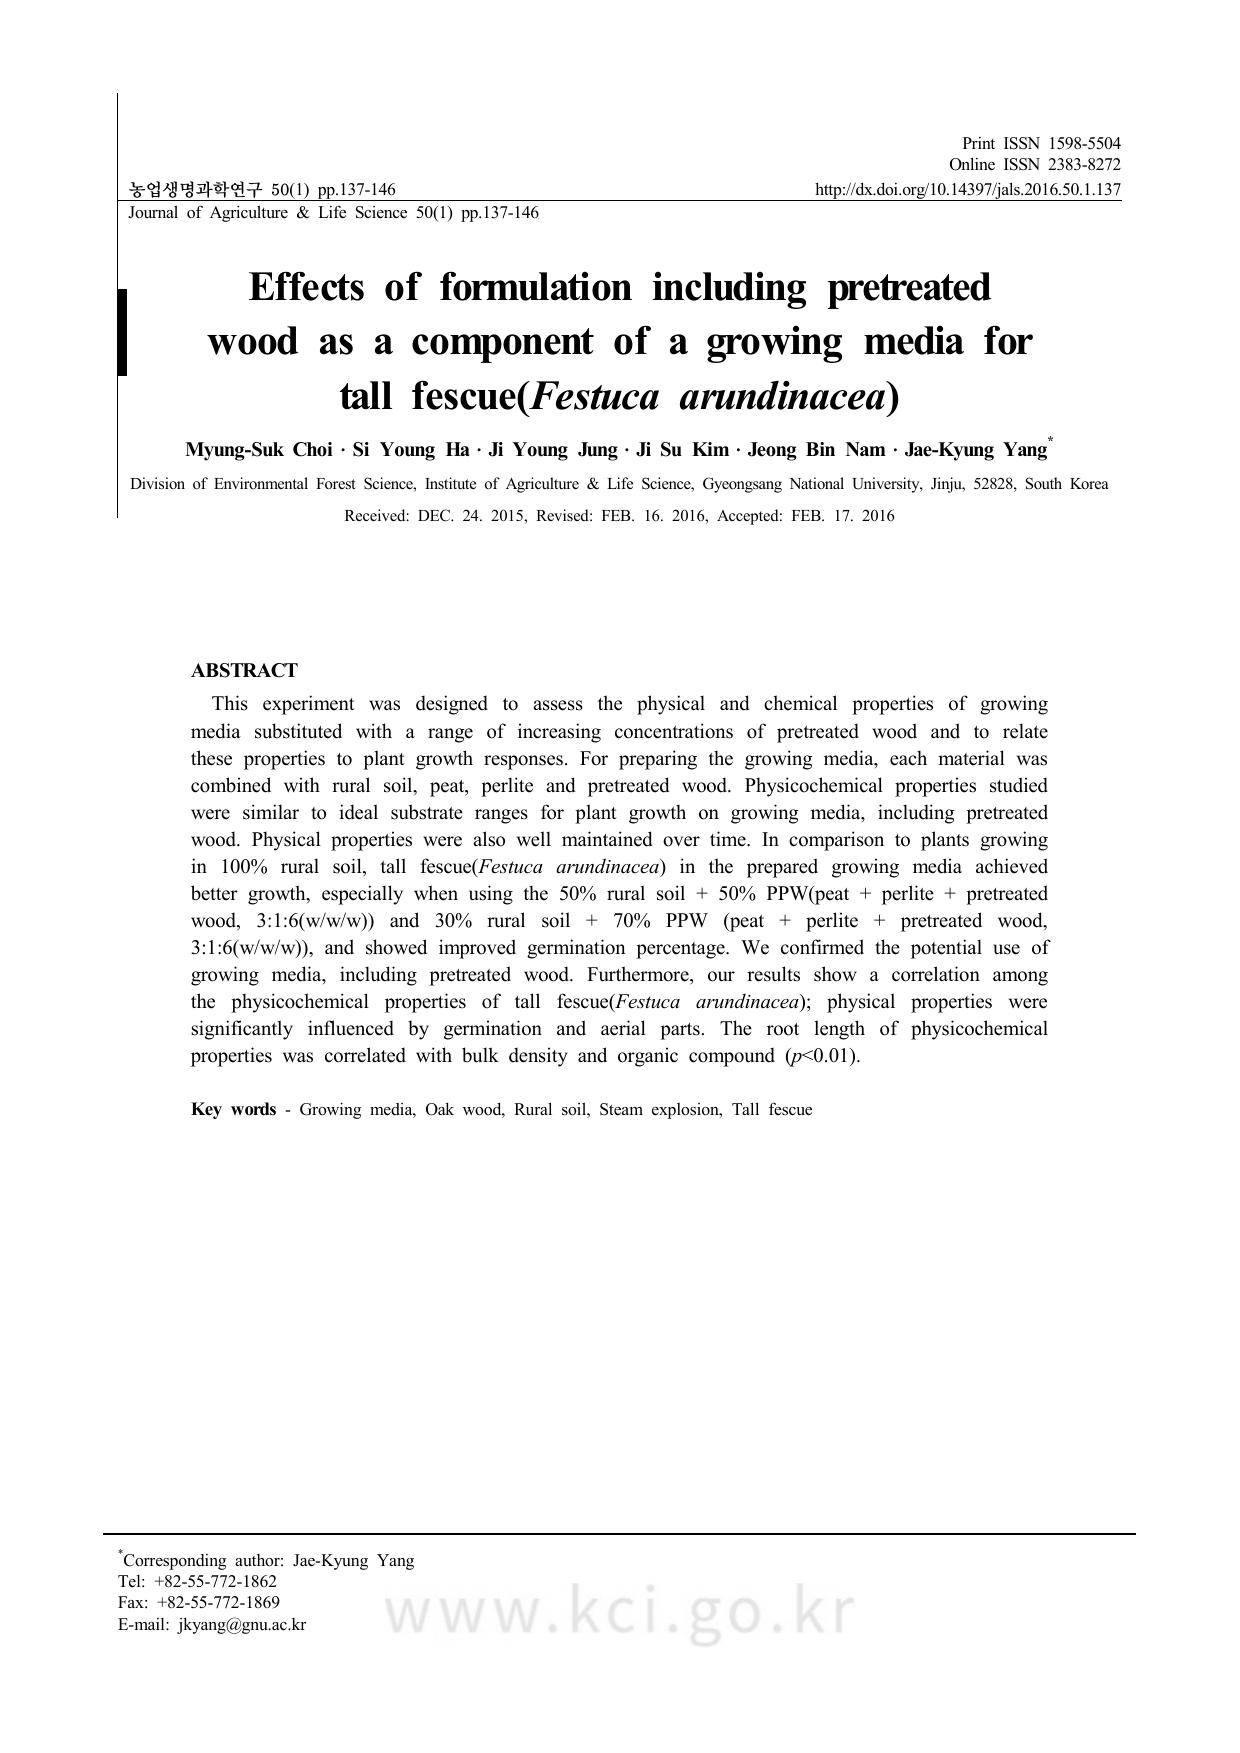 Print ISSN 1598-5504
Online ISSN 2383-8272
농업생명과학연구 50(1) pp.137-146
http://dx.doi.org/10.14397/jals.2016.50.1.137
Journal of Agriculture & Life Science 50(1) pp.137-146
Effects of formulation including pretreated
wood as a component of a growing media for
tall fescue(Festuca arundinacea)
Myung-Suk Choi · Si Young Ha · Ji Young Jung · Ji Su Kim · Jeong Bin Nam · Jae-Kyung Yang*
Division of Environmental Forest Science, Institute of Agriculture & Life Science, Gyeongsang National University, Jinju, 52828, South Korea
Received: DEC. 24. 2015, Revised: FEB. 16. 2016, Accepted: FEB. 17. 2016
ABSTRACT
This experiment was designed to assess the physical and chemical properties of growing
media substituted with a range of increasing concentrations of pretreated wood and to relate
these properties to plant growth responses. For preparing the growing media, each material was
combined with rural soil, peat, perlite and pretreated wood. Physicochemical properties studied
were similar to ideal substrate ranges for plant growth on growing media, including pretreated
wood. Physical properties were also well maintained over time. In comparison to plants growing
in 100% rural soil, tall fescue(Festuca arundinacea) in the prepared growing media achieved
better growth, especially when using the 50% rural soil + 50% PPW(peat + perlite + pretreated
wood, 3:1:6(w/w/w)) and 30% rural soil + 70% PPW (peat + perlite + pretreated wood,
3:1:6(w/w/w)), and showed improved germination percentage. We confirmed the potential use of
growing media, including pretreated wood. Furthermore, our results show a correlation among
the physicochemical properties of tall fescue(Festuca arundinacea); physical properties were
significantly influenced by germination and aerial parts. The root length of physicochemical
properties was correlated with bulk density and organic compound (p<0.01).
Key words - Growing media, Oak wood, Rural soil, Steam explosion, Tall fescue
*Corresponding author: Jae-Kyung Yang
Tel: +82-55-772-1862
Fax: +82-55-772-1869
E-mail: jkyang@gnu.ac.kr
www.kci.go.kr